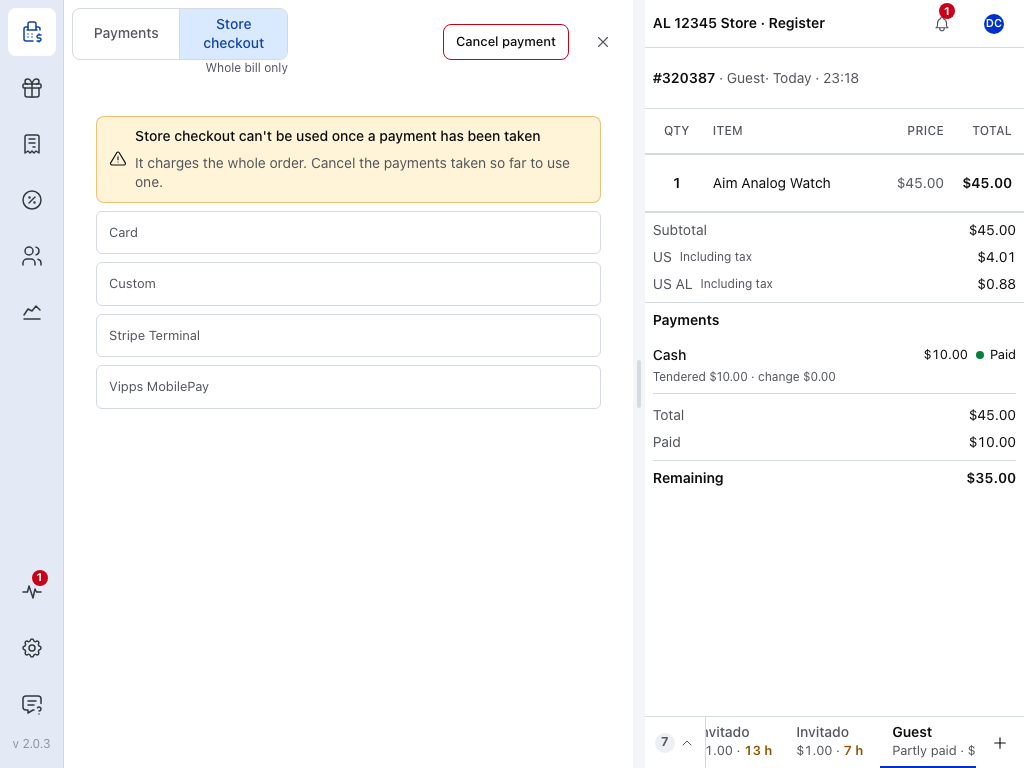 Payments
Store checkout
Whole bill only
Cancel payment
Store checkout can't be used once a payment has been taken
It charges the whole order. Cancel the payments taken so far to use
one.
Card
Custom
Stripe Terminal
Vipps MobilePay
1
v 2.0.3
AL 12345 Store · Register
1
DC
#320387 · Guest· Today · 23:18
QTY ITEM PRICE TOTAL
1 Aim Analog Watch $45.00 $45.00
Subtotal $45.00
US Including tax $4.01
US AL Including tax $0.88
Payments
Cash $10.00 Paid
Tendered $10.00 · change $0.00
Total $45.00
Paid $10.00
Remaining $35.00
7
nvitado
1.00 · 13 h
Invitado
$1.00 · 7 h
Guest
Partly paid · $